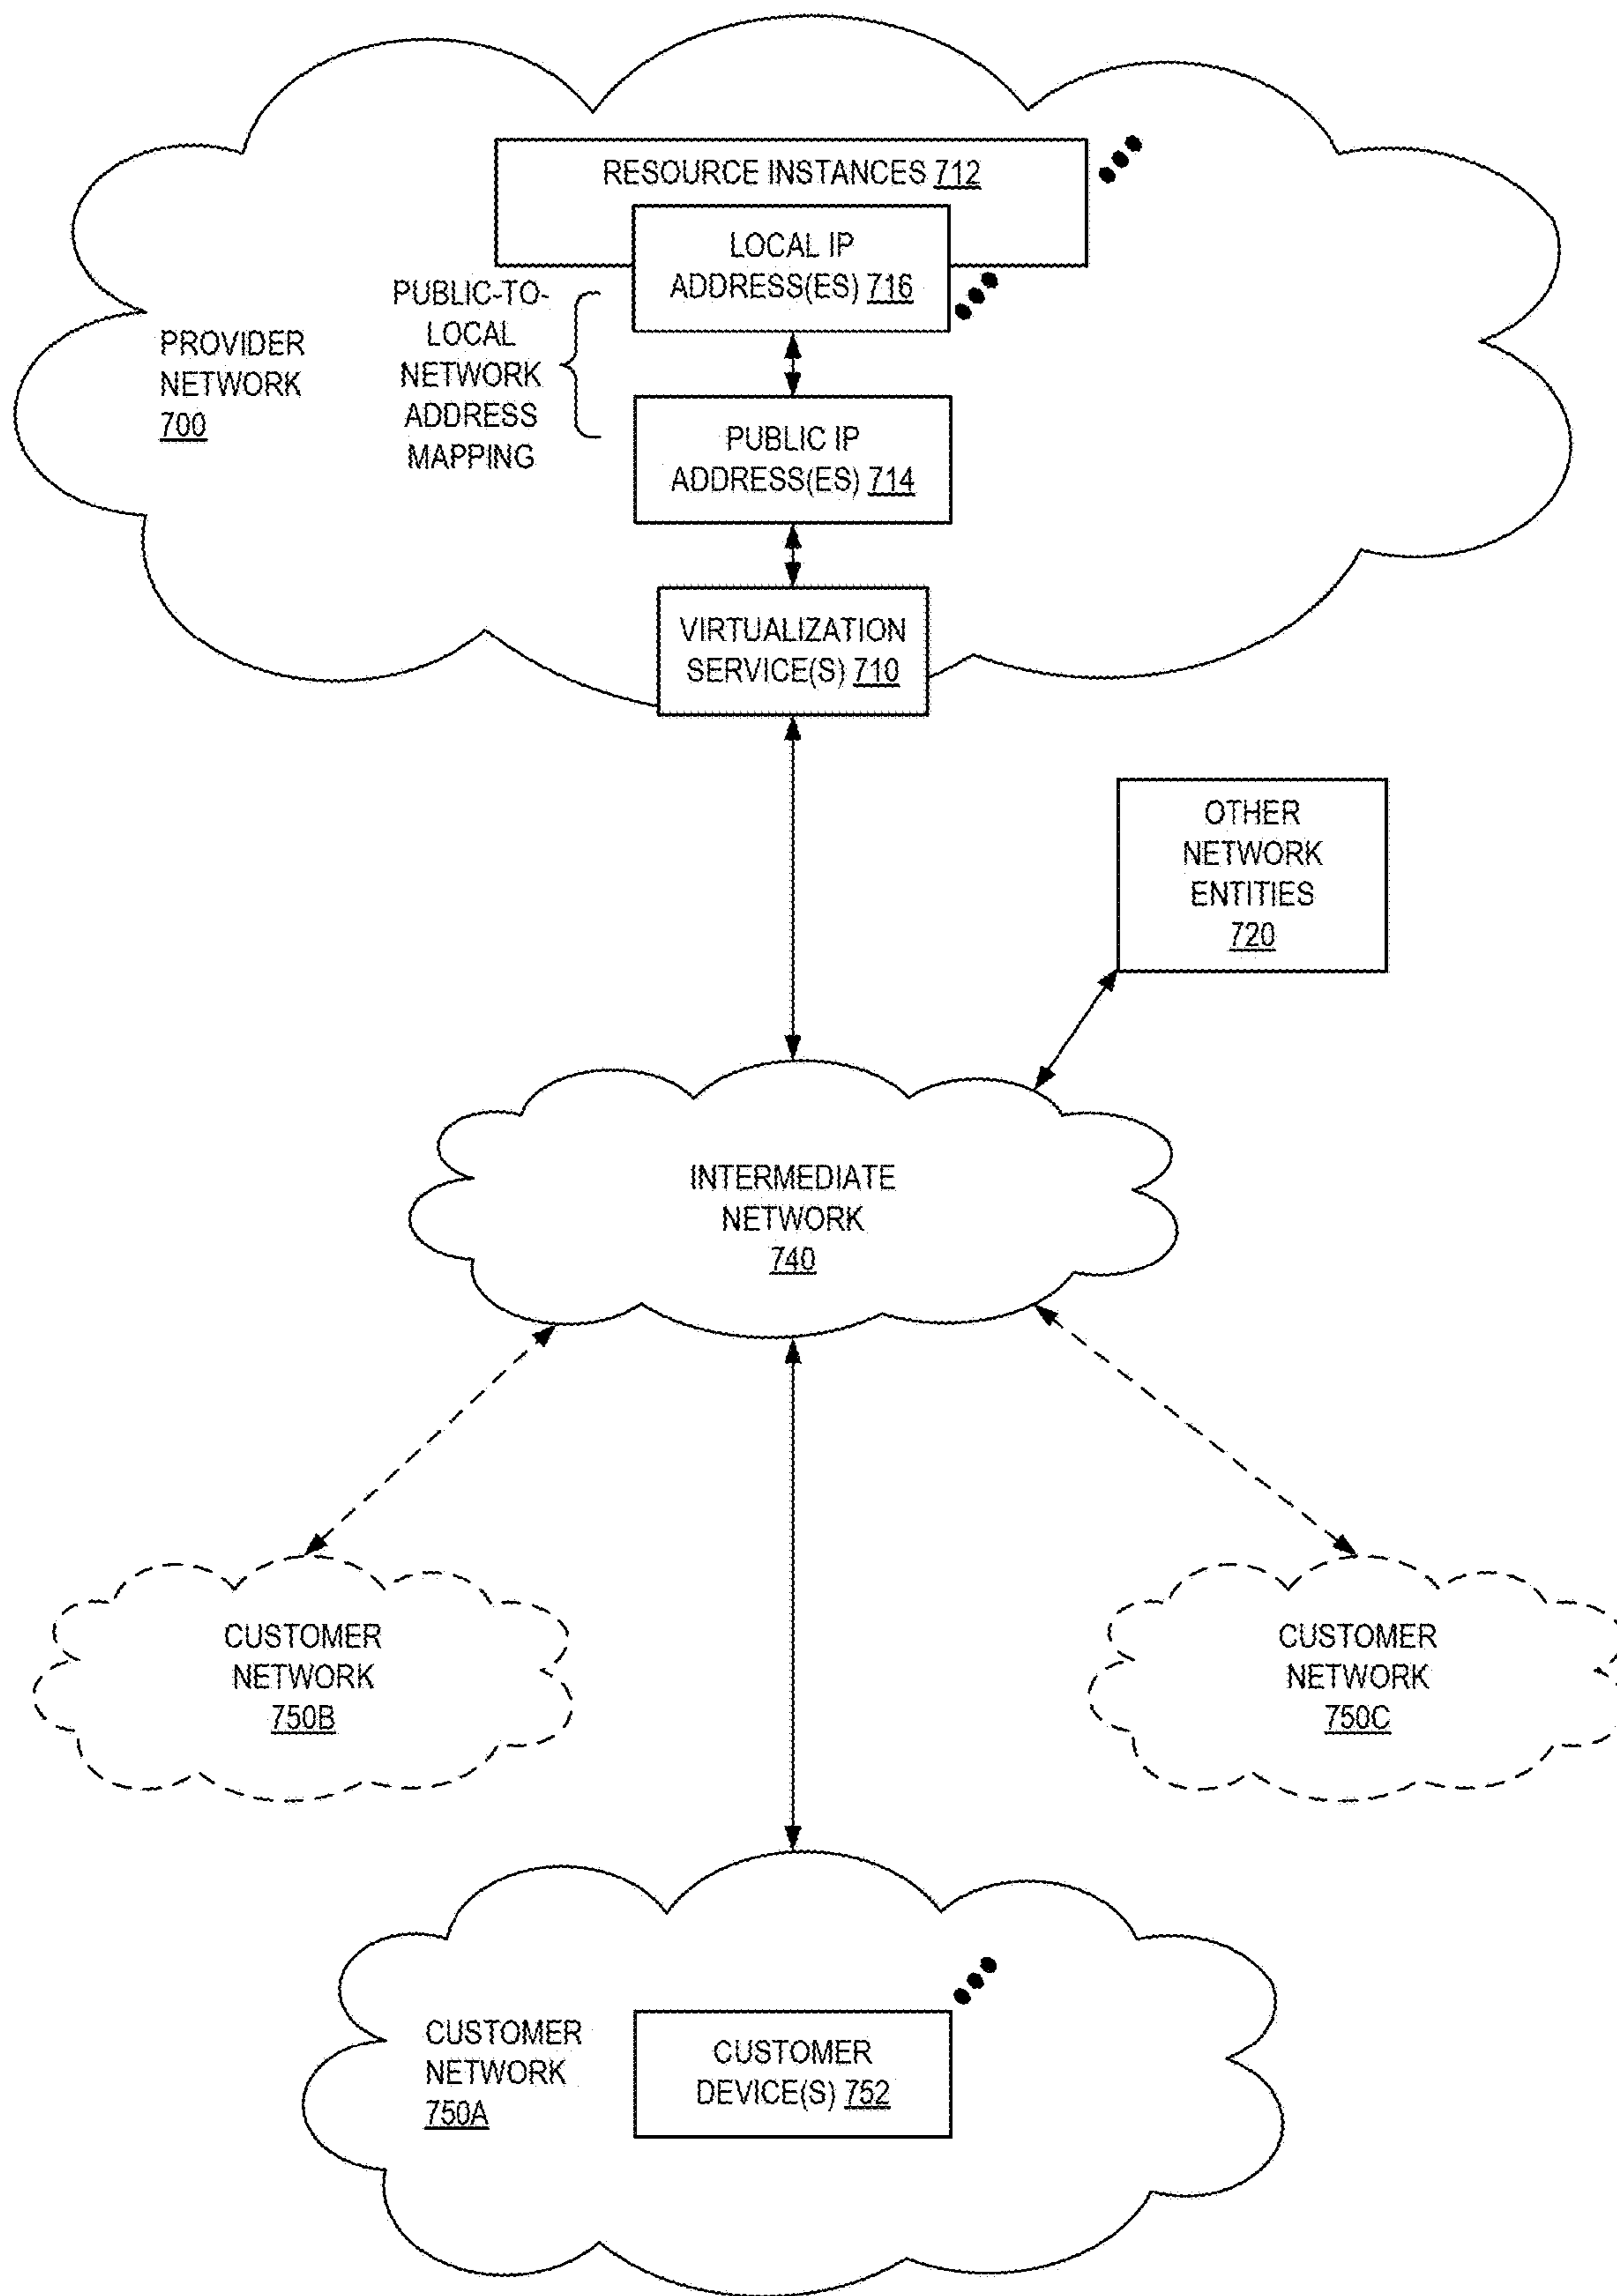 RESOURCE INSTANCES 712
LOCAL IP
ADDRESS(ES) 716
PUBLIC-TO-
LOCAL
NETWORK
ADDRESS
MAPPING
PROVIDER
NETWORK
700
PUBLIC IP
ADDRESS(ES) 714
VIRTUALIZATION
SERVICE(S) 710
OTHER
NETWORK
ENTITIES
720
INTERMEDIATE
NETWORK
740
CUSTOMER
NETWORK
750B
CUSTOMER
NETWORK
750C
CUSTOMER
NETWORK
750A
CUSTOMER
DEVICE(S) 752